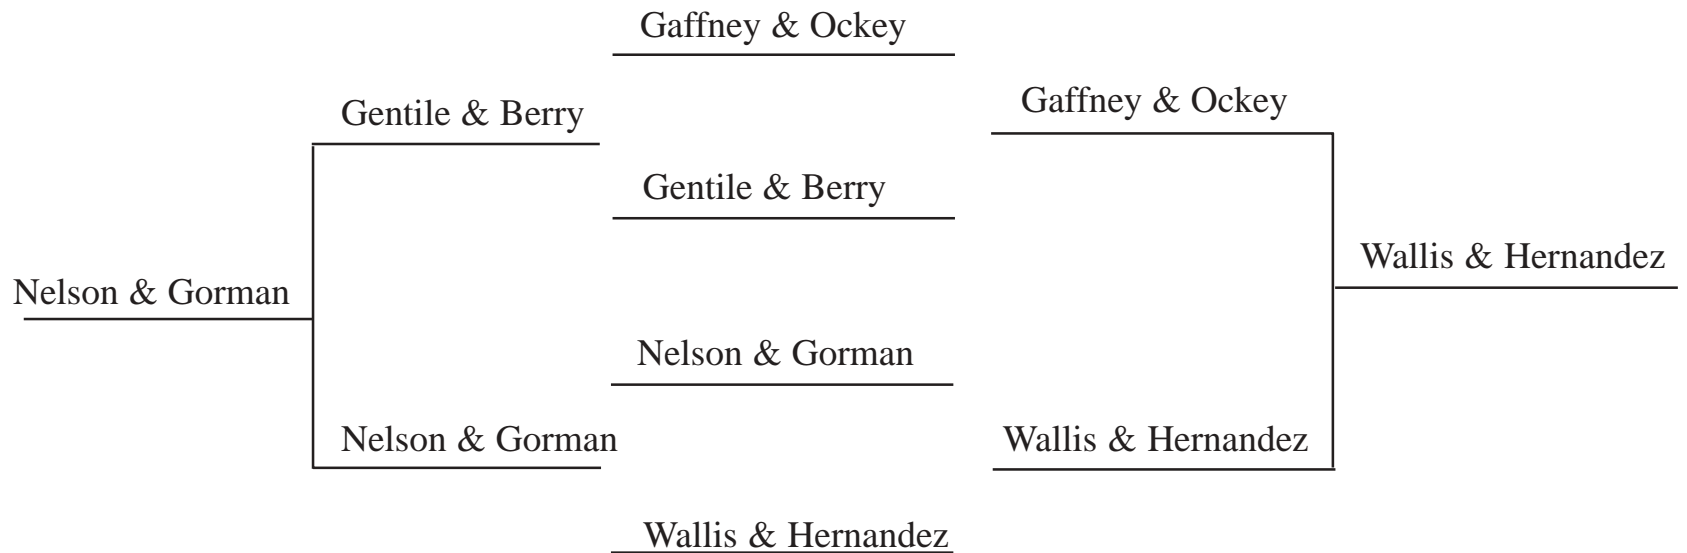 Gaffney & Ockey
Gentile & Berry
Gaffney & Ockey
Gentile & Berry
Wallis & Hernandez
Nelson & Gorman
Nelson & Gorman
Nelson & Gorman
Wallis & Hernandez
Wallis & Hernandez